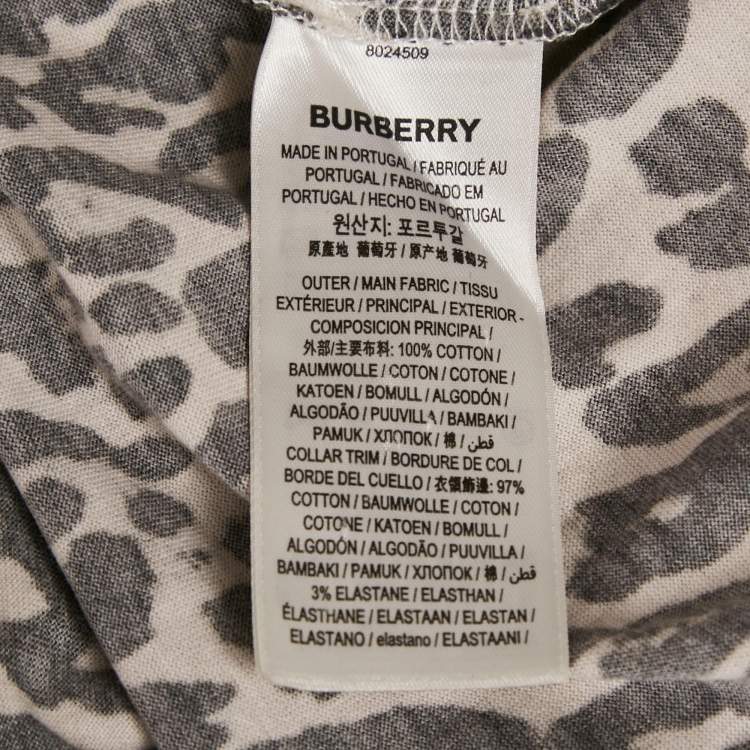 8024509
BURBERRY
MADE IN PORTUGAL / FABRIQUÉ AU
PORTUGAL / FABRICADO EM
PORTUGAL / HECHO EN PORTUGAL
원산지: 포르투갈
原產地 葡萄牙 / 原产地 葡萄牙
OUTER / MAIN FABRIC / TISSU
EXTÉRIEUR / PRINCIPAL / EXTERIOR -
COMPOSICION PRINCIPAL /
外部/主要布料: 100% COTTON /
BAUMWOLLE / COTON / COTONE /
KATOEN / BOMULL / ALGODÓN /
ALGODÃO / PUUVILLA / BAMBAKI /
PAMUK / ХЛОПОК / 棉 / قطن /
COLLAR TRIM / BORDURE DE COL /
BORDE DEL CUELLO / 衣領飾邊: 97%
COTTON / BAUMWOLLE / COTON /
COTONE / KATOEN / BOMULL /
ALGODÓN / ALGODÃO / PUUVILLA /
BAMBAKI / PAMUK / ХЛОПОК / 棉 / قطن /
3% ELASTANE / ELASTHAN /
ÉLASTHANE / ELASTAAN / ELASTAN /
ELASTANO / elastano / ELASTAANI /